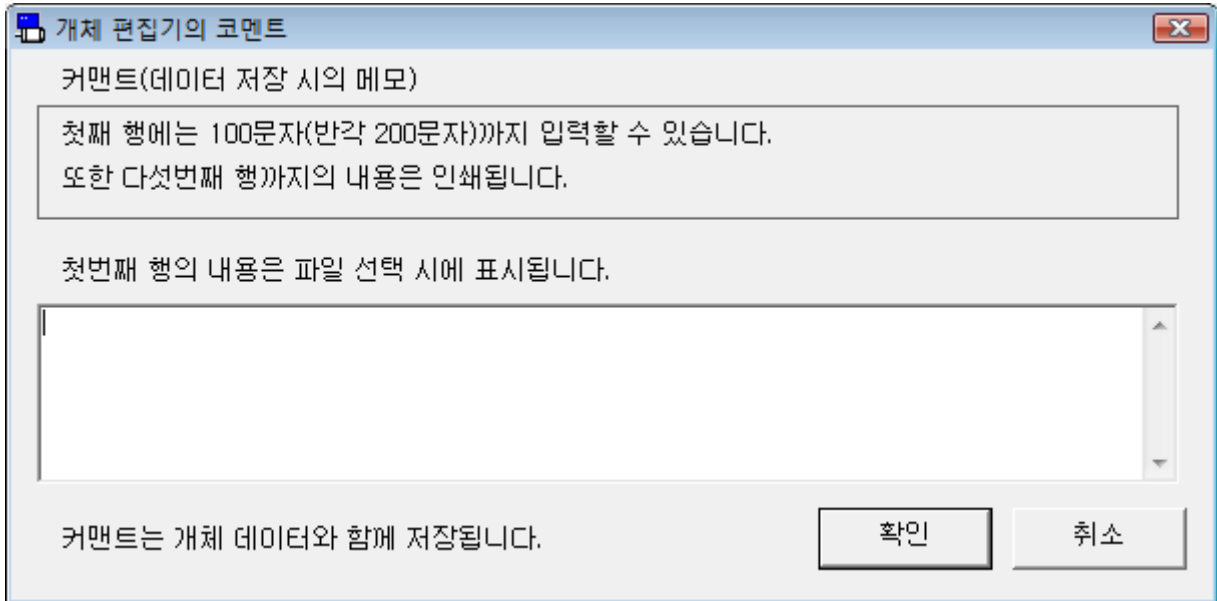 개체 편집기의 코멘트
커맨트(데이터 저장 시의 메모)
첫째 행에는 100문자(반각 200문자)까지 입력할 수 있습니다.
또한 다섯번째 행까지의 내용은 인쇄됩니다.
첫번째 행의 내용은 파일 선택 시에 표시됩니다.
커맨트는 개체 데이터와 함께 저장됩니다.
확인
취소